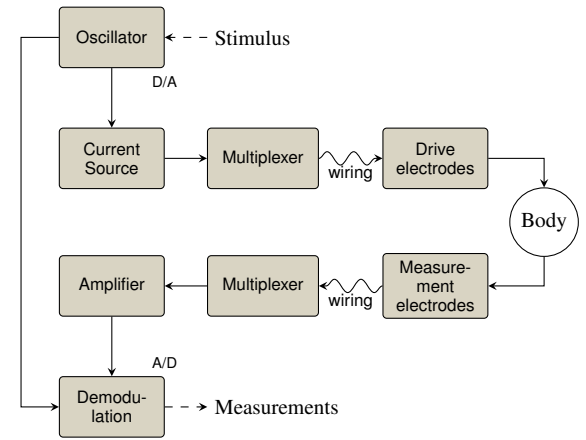 Oscillator
Stimulus
D/A
Current
Source
Multiplexer
wiring
Drive
electrodes
Body
Amplifier
Multiplexer
wiring
Measure-
ment
electrodes
A/D
Demodu-
lation
Measurements